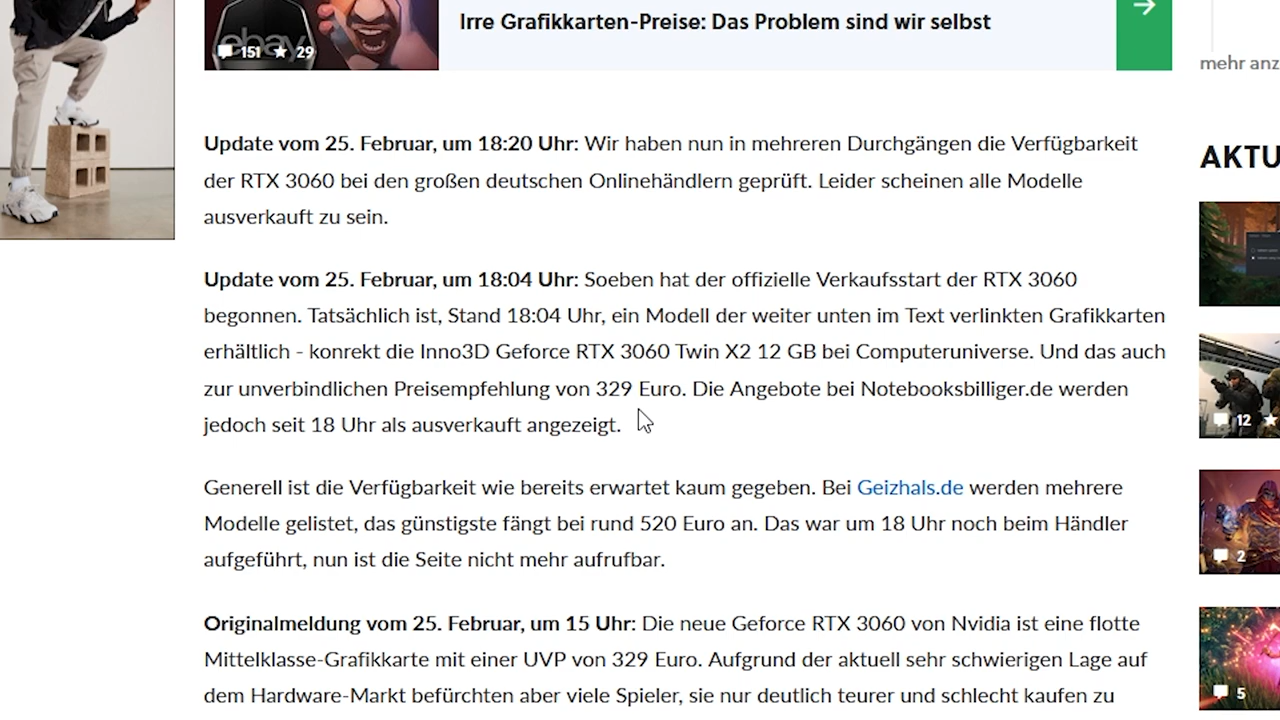 Irre Grafikkarten-Preise: Das Problem sind wir selbst
ebay
151 29
mehr anz
Update vom 25. Februar, um 18:20 Uhr: Wir haben nun in mehreren Durchgängen die Verfügbarkeit
der RTX 3060 bei den großen deutschen Onlinehändlern geprüft. Leider scheinen alle Modelle
ausverkauft zu sein.
Update vom 25. Februar, um 18:04 Uhr: Soeben hat der offizielle Verkaufsstart der RTX 3060
begonnen. Tatsächlich ist, Stand 18:04 Uhr, ein Modell der weiter unten im Text verlinkten Grafikkarten
erhältlich - konrekt die Inno3D Geforce RTX 3060 Twin X2 12 GB bei Computeruniverse. Und das auch
zur unverbindlichen Preisempfehlung von 329 Euro. Die Angebote bei Notebooksbilliger.de werden
jedoch seit 18 Uhr als ausverkauft angezeigt.
Generell ist die Verfügbarkeit wie bereits erwartet kaum gegeben. Bei Geizhals.de werden mehrere
Modelle gelistet, das günstigste fängt bei rund 520 Euro an. Das war um 18 Uhr noch beim Händler
aufgeführt, nun ist die Seite nicht mehr aufrufbar.
Originalmeldung vom 25. Februar, um 15 Uhr: Die neue Geforce RTX 3060 von Nvidia ist eine flotte
Mittelklasse-Grafikkarte mit einer UVP von 329 Euro. Aufgrund der aktuell sehr schwierigen Lage auf
dem Hardware-Markt befürchten aber viele Spieler, sie nur deutlich teurer und schlecht kaufen zu
AKTU
12
2
5